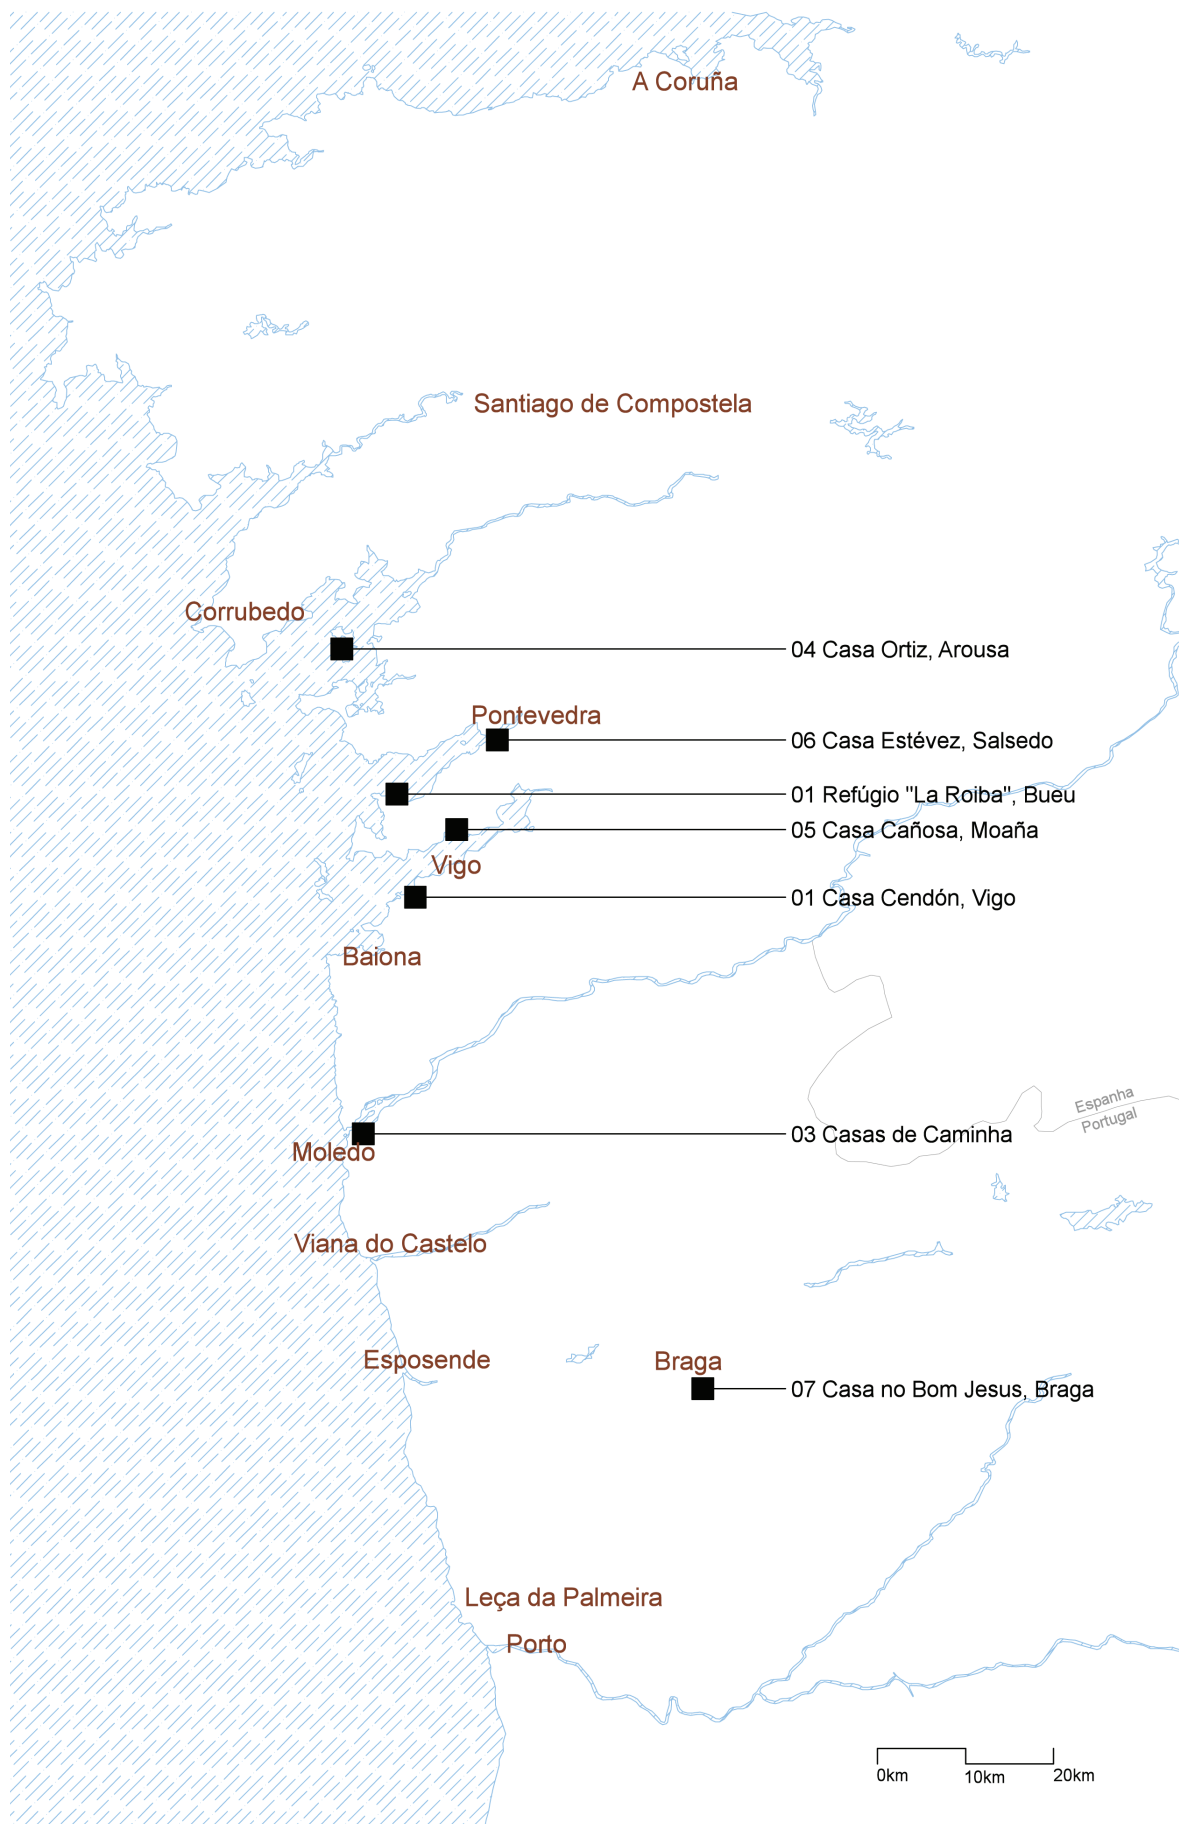 A Coruña
Santiago de Compostela
Corrubedo
04 Casa Ortiz, Arousa
Pontevedra
06 Casa Estévez, Salsedo
01 Refúgio "La Roiba", Bueu
05 Casa Cañosa, Moaña
Vigo
01 Casa Cendón, Vigo
Baiona
Espanha
Portugal
03 Casas de Caminha
Moledo
Viana do Castelo
Esposende
Braga
07 Casa no Bom Jesus, Braga
Leça da Palmeira
Porto
0km 10km 20km